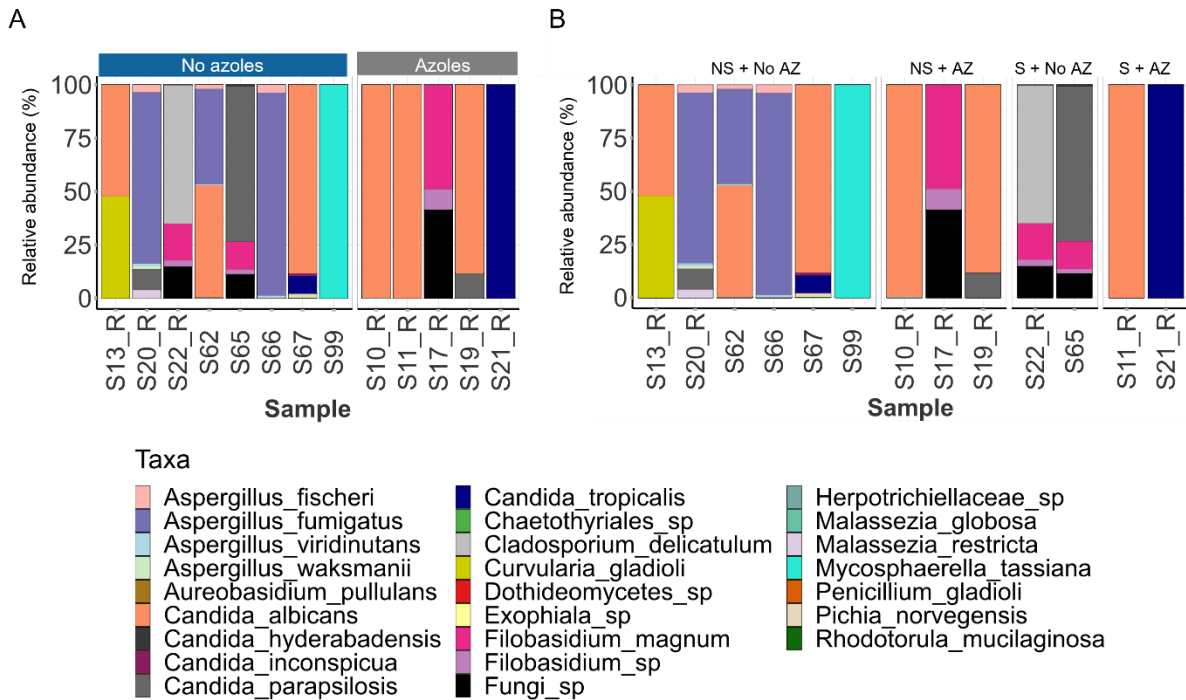 A
B
No azoles
Azoles
NS + No AZ
NS + AZ
S + No AZ
S + AZ
Relative abundance (%)
100
75
50
25
0
S13_R
S20_R
S22_R
S62
S65
S66
S67
S99
S10_R
S11_R
S17_R
S19_R
S21_R
Sample
Relative abundance (%)
100
75
50
25
0
S13_R
S20_R
S62
S66
S67
S99
S10_R
S17_R
S19_R
S22_R
S65
S11_R
S21_R
Sample
Taxa
Aspergillus_fischeri
Aspergillus_fumigatus
Aspergillus_viridinutans
Aspergillus_waksmanii
Aureobasidium_pullulans
Candida_albicans
Candida_hyderabadensis
Candida_inconspicua
Candida_parapsilosis
Candida_tropicalis
Chaetothyriales_sp
Cladosporium_delicatulum
Curvularia_gladioli
Dothideomycetes_sp
Exophiala_sp
Filobasidium_magnum
Filobasidium_sp
Fungi_sp
Herpotrichiellaceae_sp
Malassezia_globosa
Malassezia_restricta
Mycosphaerella_tassiana
Penicillium_gladioli
Pichia_norvegensis
Rhodotorula_mucilaginosa